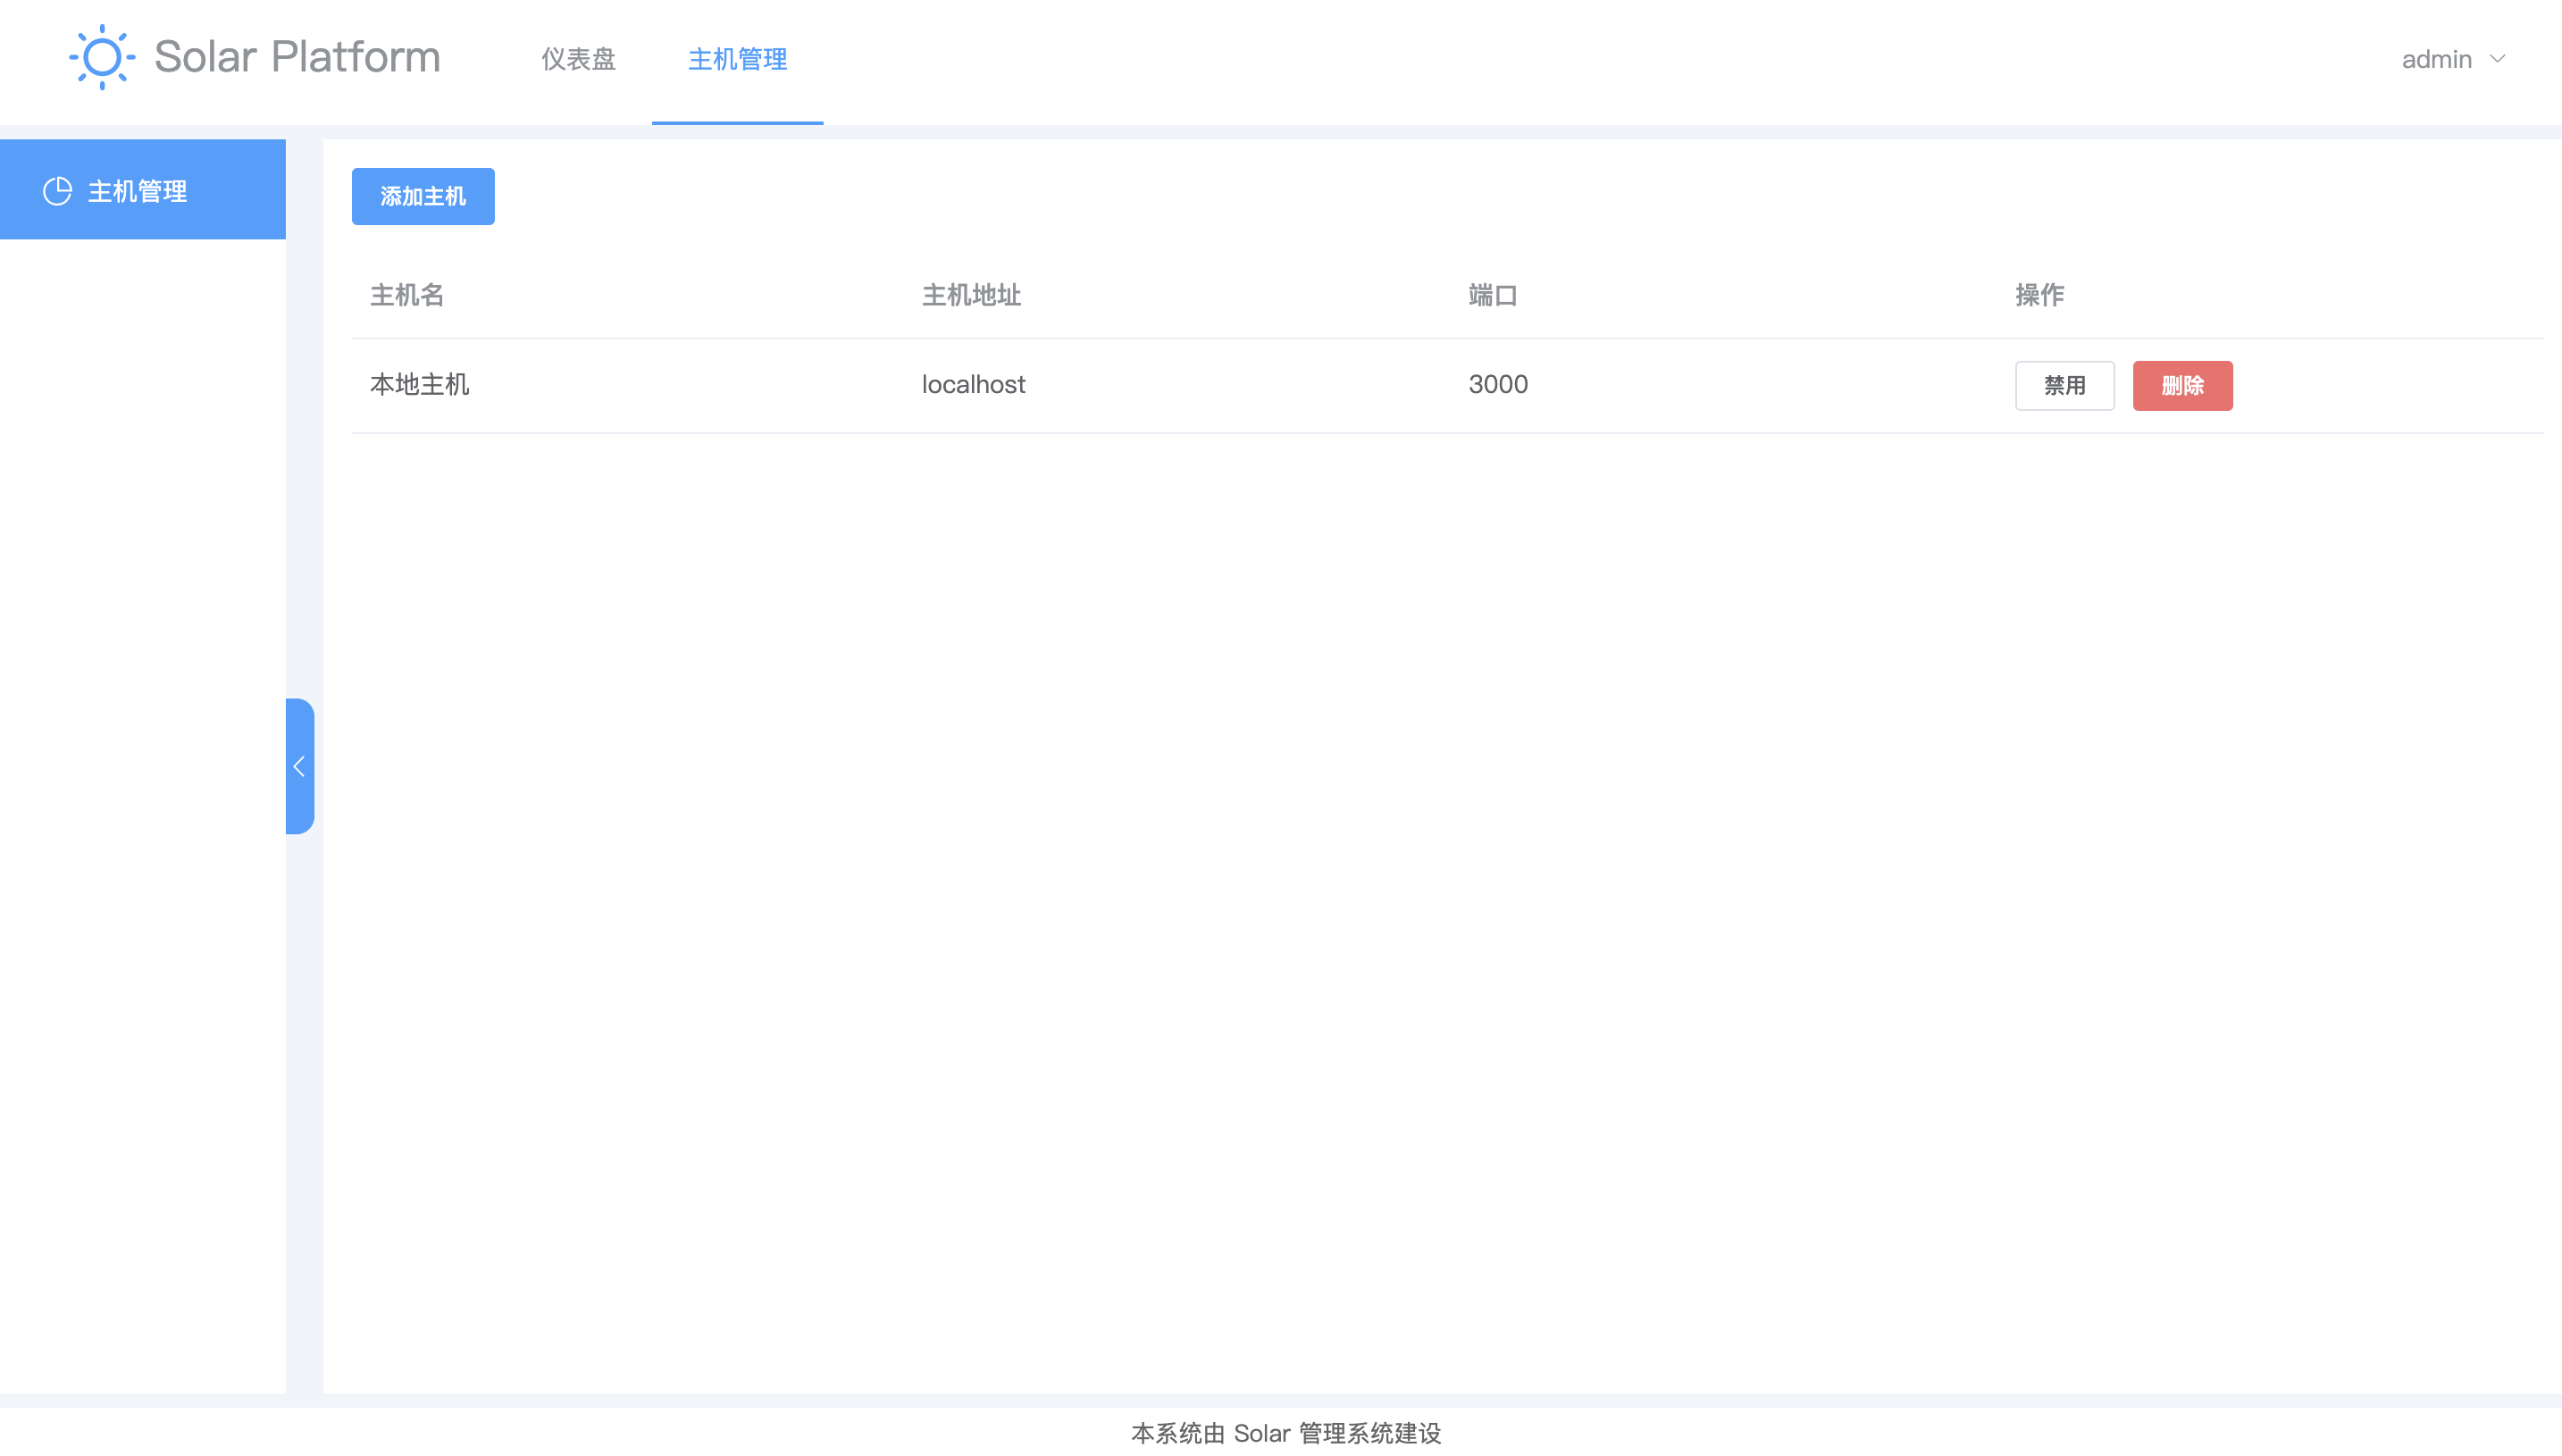 Solar Platform 仪表盘 主机管理 admin
主机管理
添加主机
主机名 主机地址 端口 操作
本地主机 localhost 3000 禁用 删除
本系统由 Solar 管理系统建设